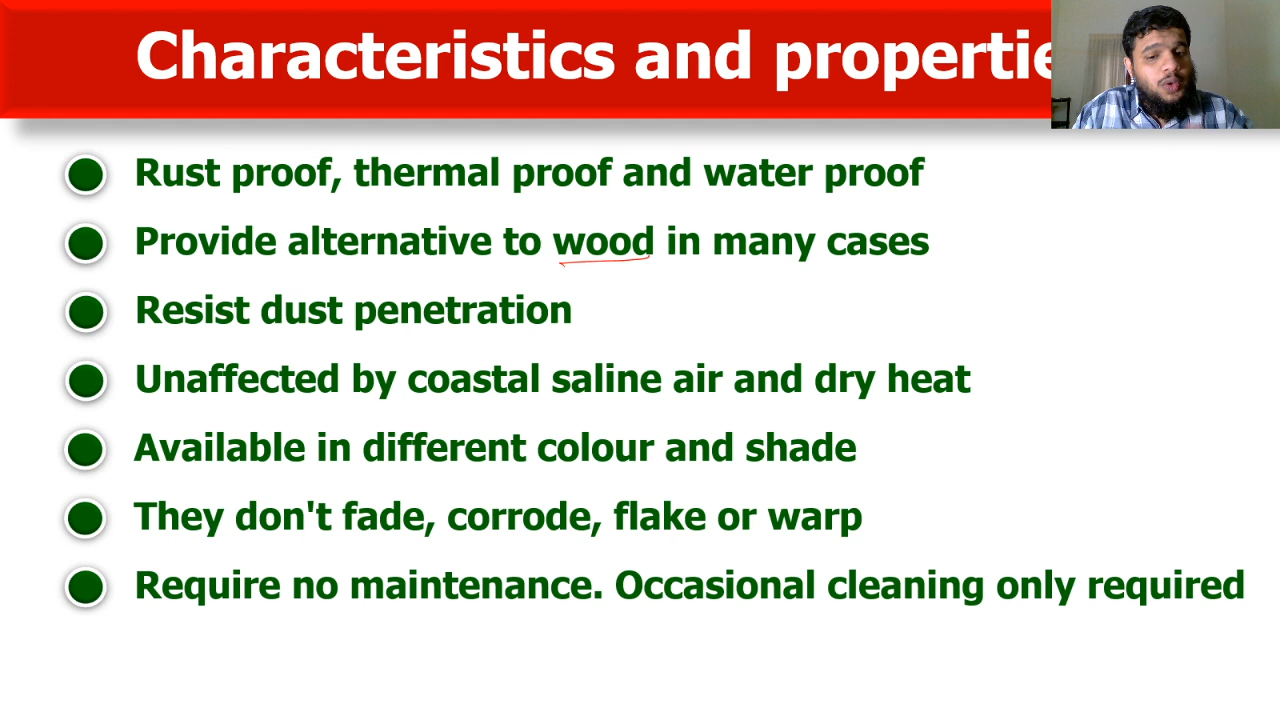 Characteristics and propertie
Rust proof, thermal proof and water proof
Provide alternative to wood in many cases
Resist dust penetration
Unaffected by coastal saline air and dry heat
Available in different colour and shade
They don't fade, corrode, flake or warp
Require no maintenance. Occasional cleaning only required